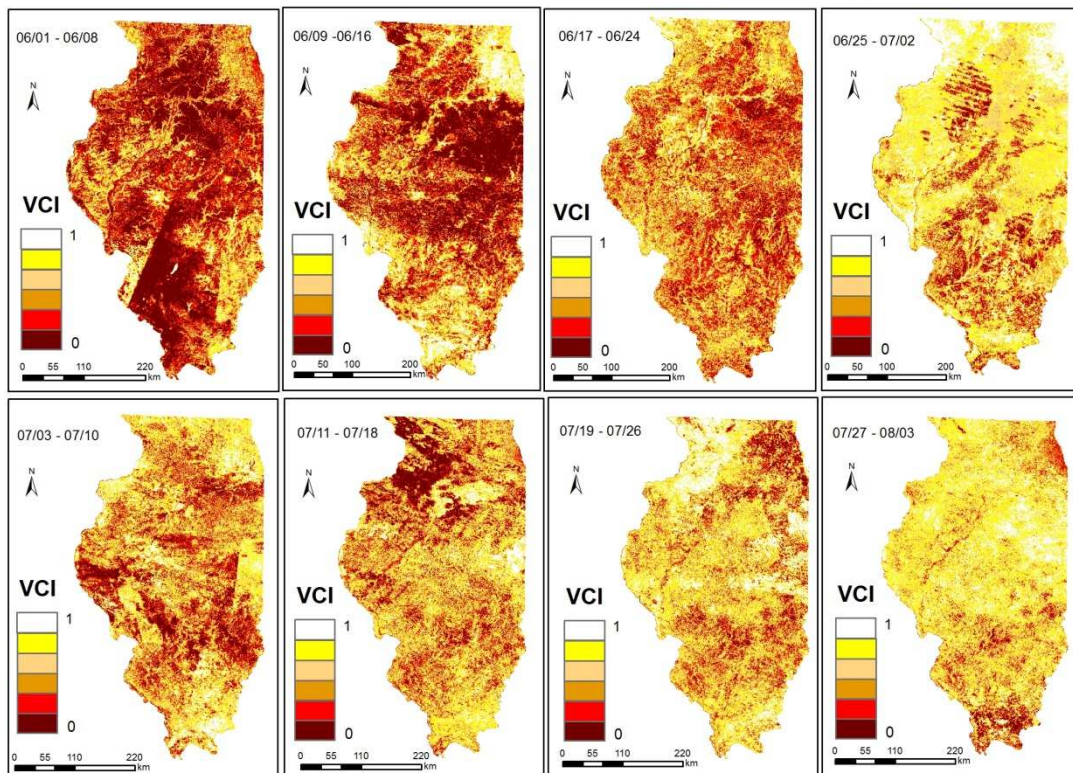 06/01 - 06/08
N
VCI
1
0
0 55 110 220
km
06/09 -06/16
N
VCI
1
0
0 50 100 200
km
06/17 - 06/24
N
VCI
1
0
0 50 100 200
km
06/25 - 07/02
N
VCI
1
0
0 50 100 200
km
07/03 - 07/10
N
VCI
1
0
0 55 110 220
km
07/11 - 07/18
N
VCI
1
0
0 55 110 220
km
07/19 - 07/26
N
VCI
1
0
0 55 110 220
km
07/27 - 08/03
N
VCI
1
0
0 55 110 220
km